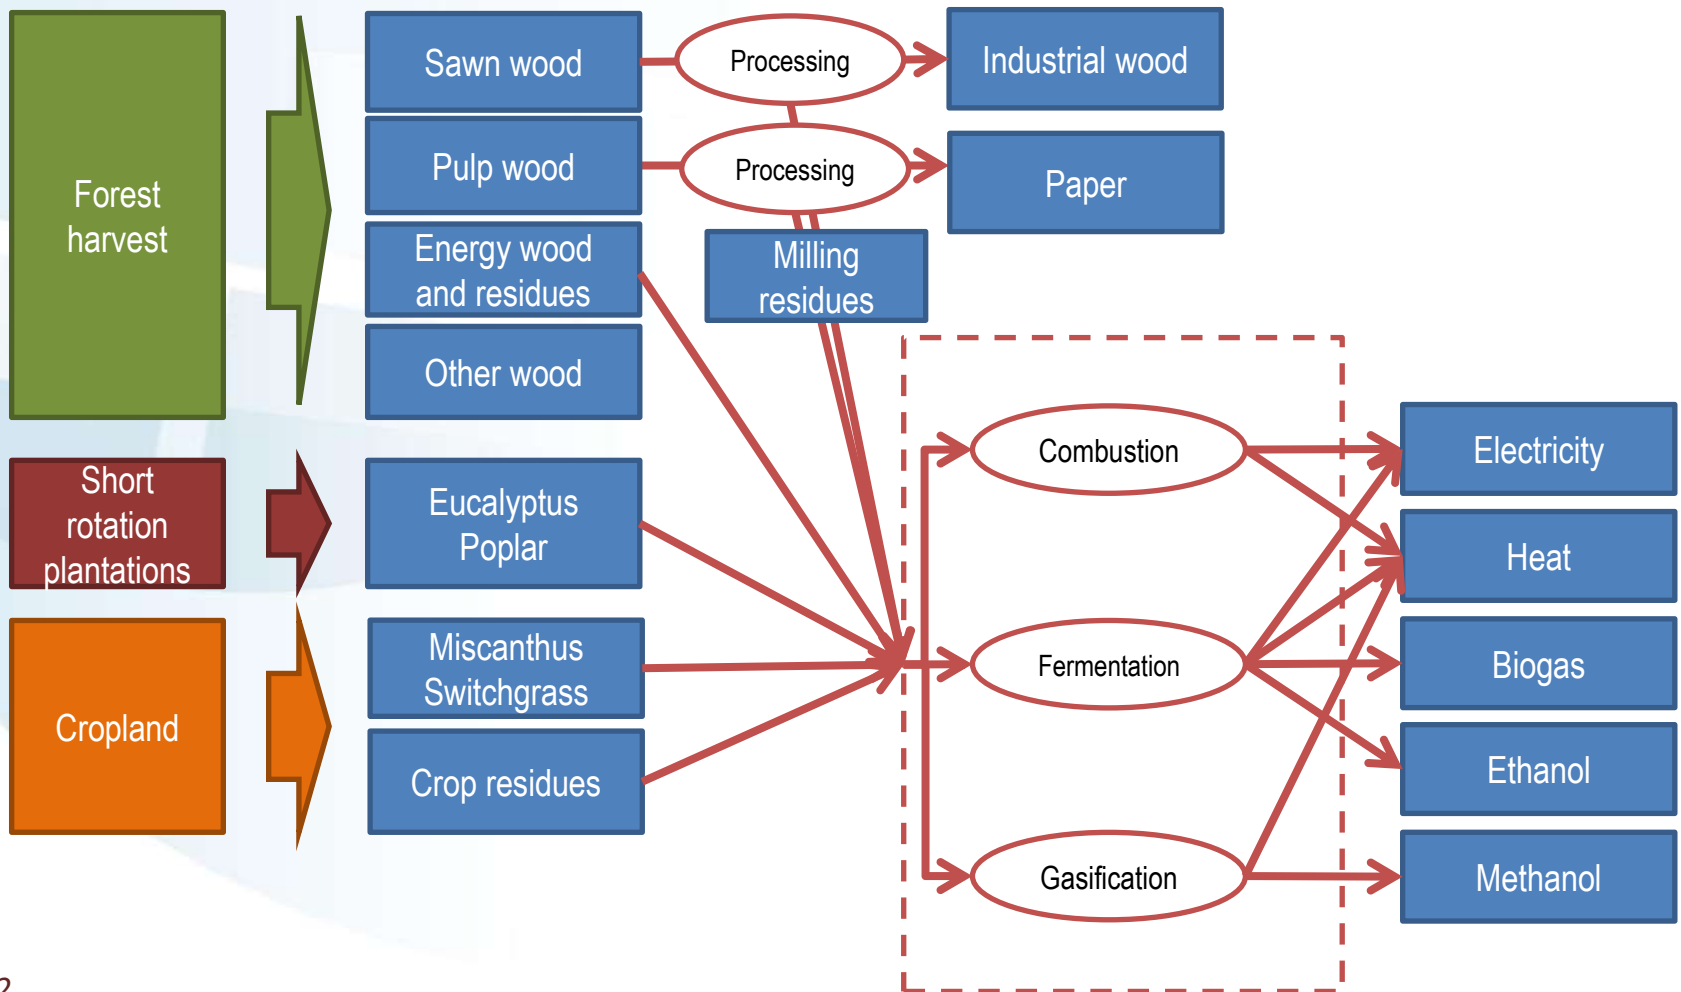 Forest
harvest
Sawn wood
Processing
Industrial wood
Pulp wood
Processing
Paper
Energy wood
and residues
Milling
residues
Other wood
Short
rotation
plantations
Eucalyptus
Poplar
Cropland
Miscanthus
Switchgrass
Crop residues
Combustion
Fermentation
Gasification
Electricity
Heat
Biogas
Ethanol
Methanol